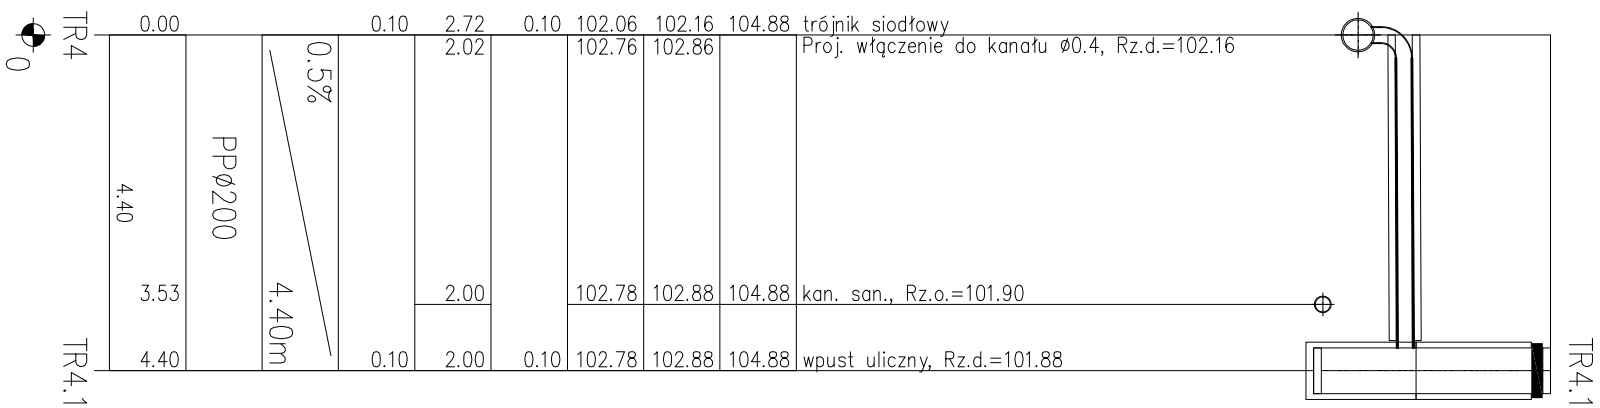 TR4
0.00 0.10 2.72 0.10 102.06 102.16 104.88 trójnik siodłowy
2.02 102.76 102.86 Proj. włączenie do kanału ø0.4, Rz.d.=102.16
0
0.5%
PPø200
4.40
4.40m
3.53 2.00 102.78 102.88 104.88 kan. san., Rz.o.=101.90
TR4.1
4.40 0.10 2.00 0.10 102.78 102.88 104.88 wpust uliczny, Rz.d.=101.88
TR4.1